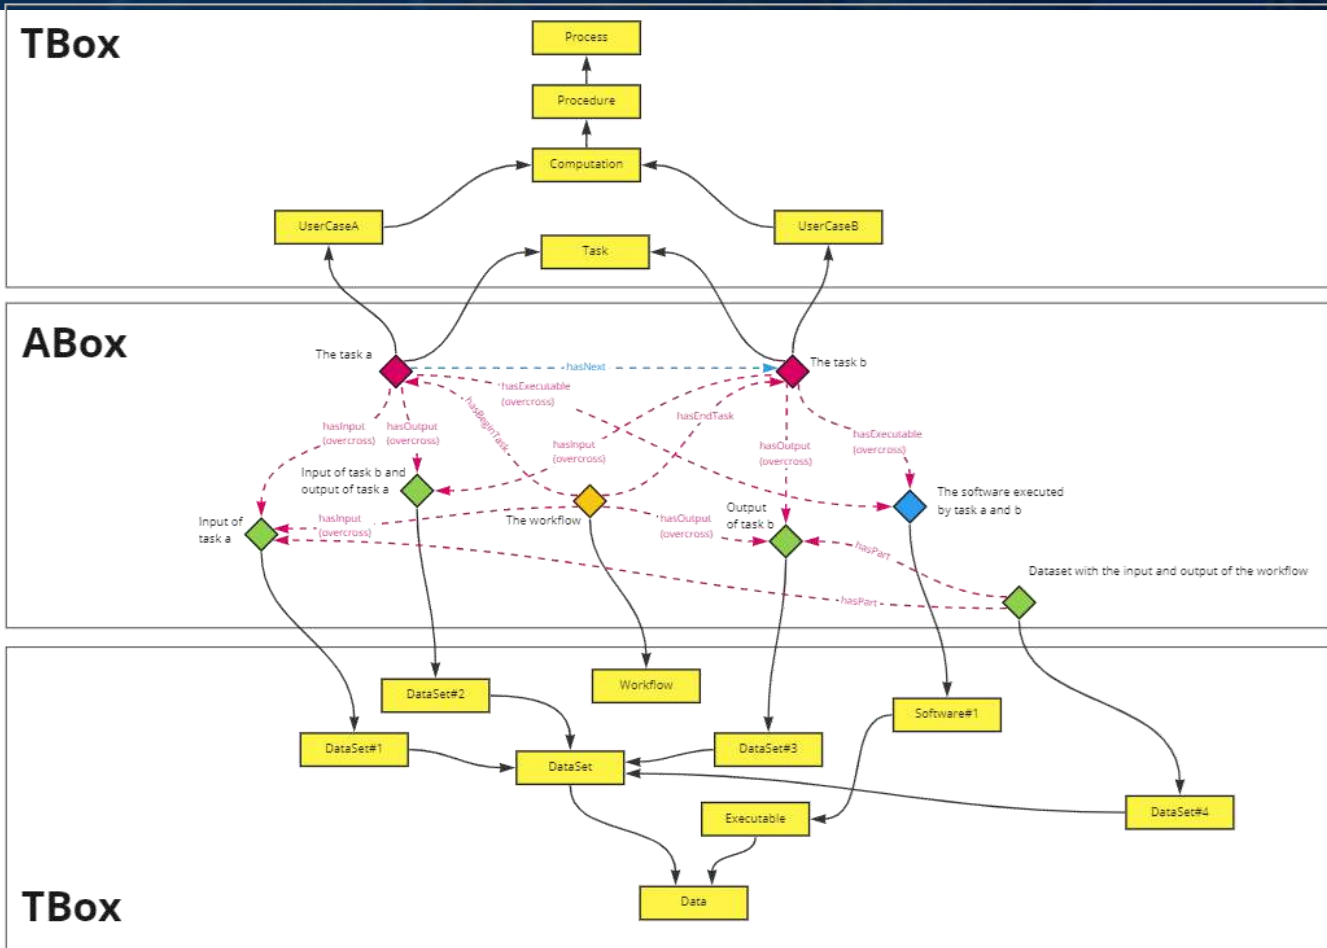 TBox
Process
Procedure
Computation
UserCaseA
UserCaseB
Task
ABox
The task a
hasNext
The task b
hasExecutable
(overcross)
hasBeginTask
hasEndTask
hasInput
(overcross)
hasOutput
(overcross)
hasInput
(overcross)
hasOutput
(overcross)
hasExecutable
(overcross)
Input of task b and
output of task a
The workflow
Output
of task b
The software executed
by task a and b
Input of
task a
hasInput
(overcross)
hasOutput
(overcross)
hasPart
Dataset with the input and output of the workflow
hasPart
DataSet#2
Workflow
Software#1
DataSet#1
DataSet
DataSet#3
Executable
DataSet#4
Data
TBox